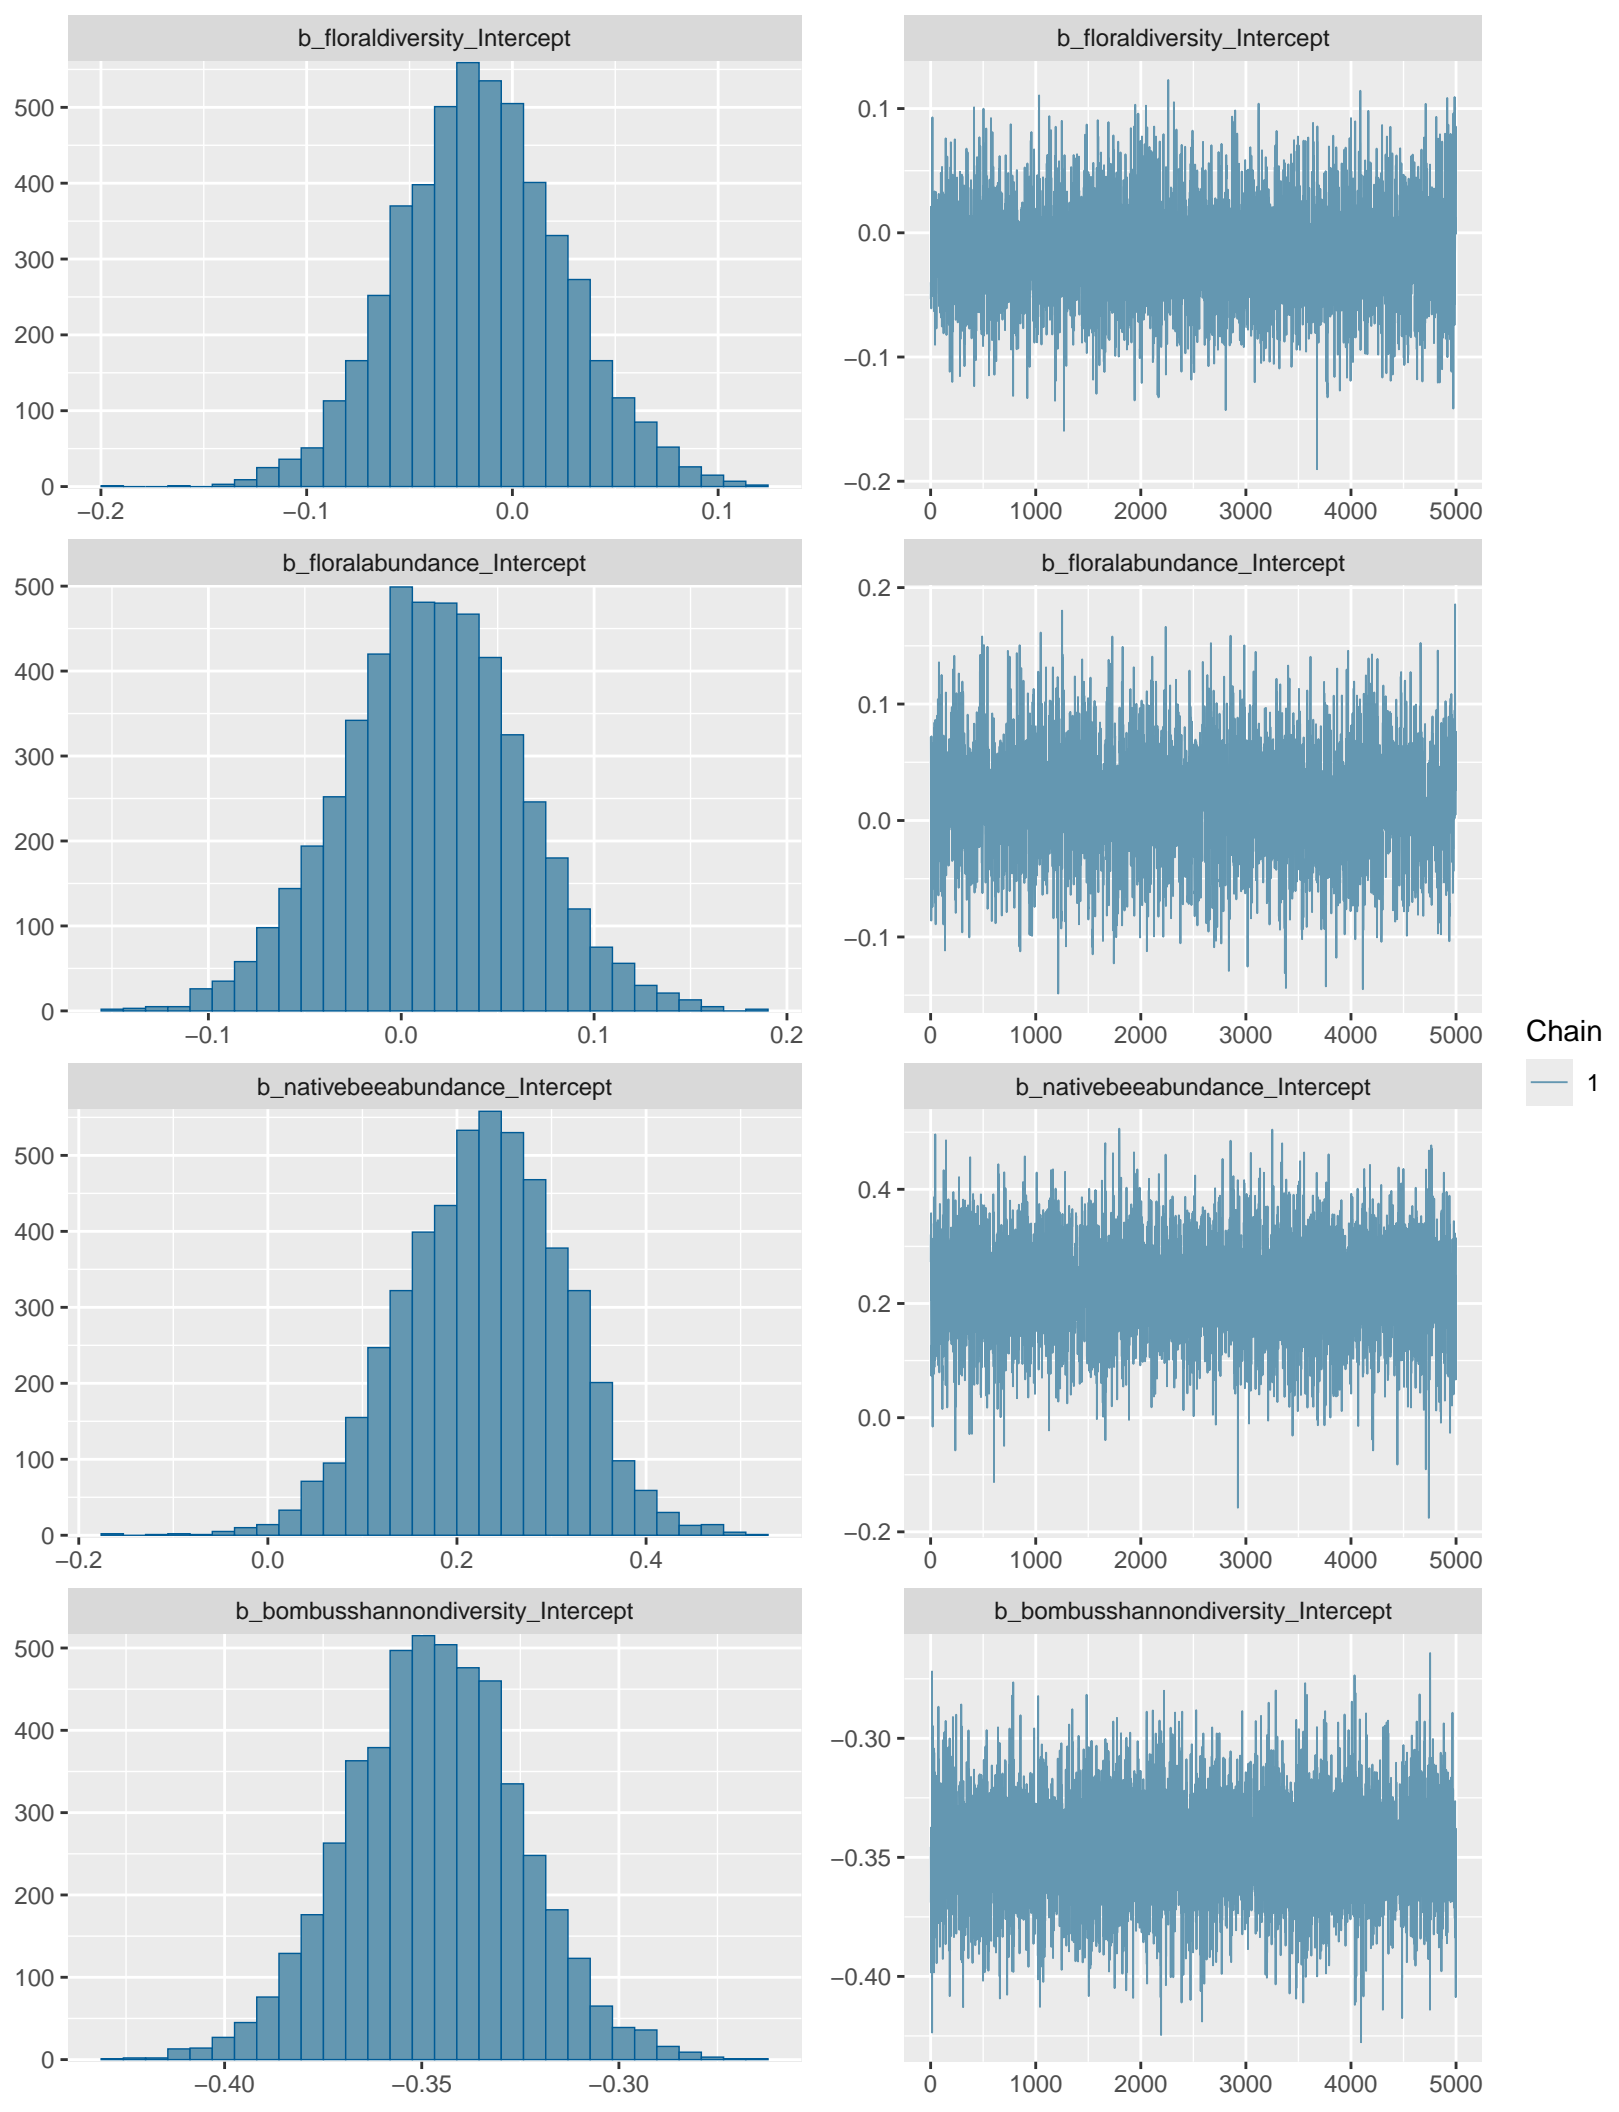 b_floraldiversity_Intercept
500
400
300
200
100
0
−0.2 −0.1 0.0 0.1
b_floraldiversity_Intercept
0.1
0.0
−0.1
−0.2
0 1000 2000 3000 4000 5000
b_floralabundance_Intercept
500
400
300
200
100
0
−0.1 0.0 0.1 0.2
b_floralabundance_Intercept
0.2
0.1
0.0
−0.1
0 1000 2000 3000 4000 5000
b_nativebeeabundance_Intercept
500
400
300
200
100
0
−0.2 0.0 0.2 0.4
b_nativebeeabundance_Intercept
0.4
0.2
0.0
−0.2
0 1000 2000 3000 4000 5000
b_bombusshannondiversity_Intercept
500
400
300
200
100
0
−0.40 −0.35 −0.30
b_bombusshannondiversity_Intercept
−0.30
−0.35
−0.40
0 1000 2000 3000 4000 5000
Chain
1